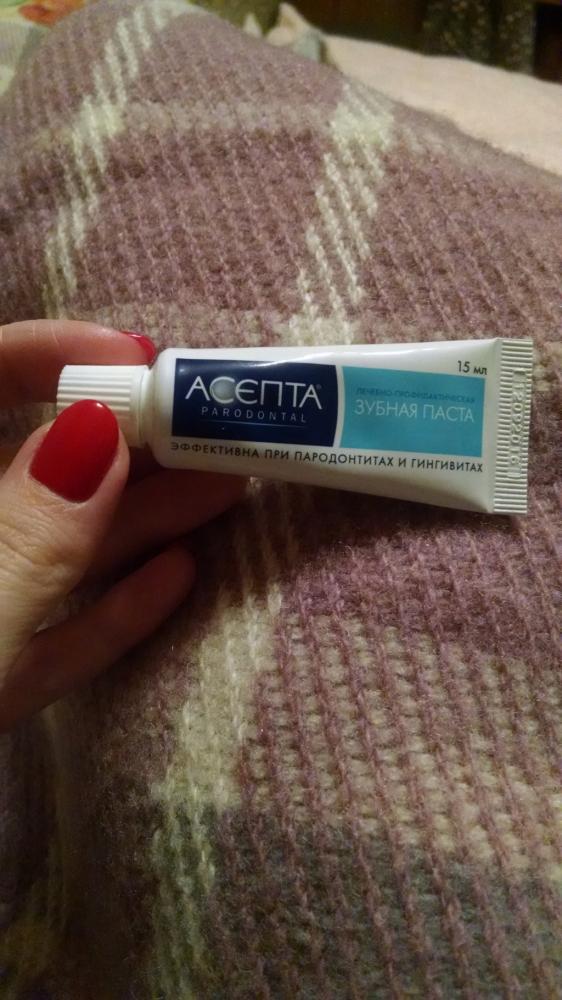 15 мл
АСЕПТА®
PARODONTAL
ЛЕЧЕБНО-ПРОФИЛАКТИЧЕСКАЯ
ЗУБНАЯ ПАСТА
ЭФФЕКТИВНА ПРИ ПАРОДОНТИТАХ И ГИНГИВИТАХ